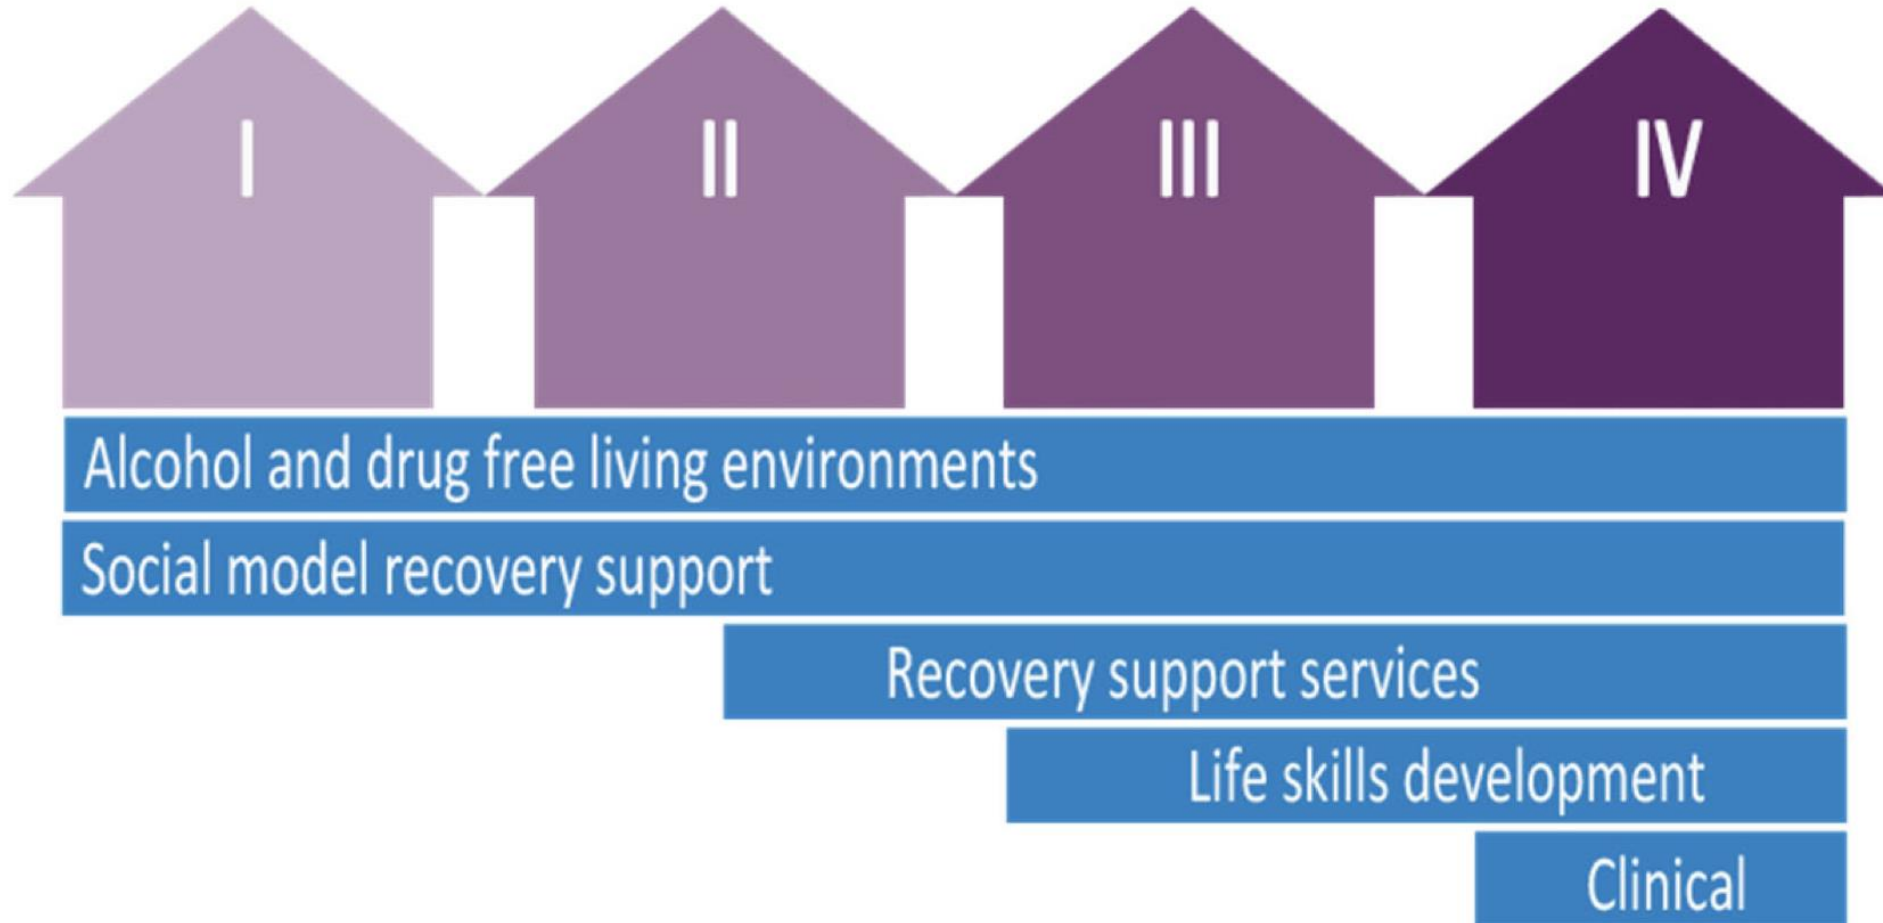 I
II
III
IV
Alcohol and drug free living environments
Social model recovery support
Recovery support services
Life skills development
Clinical